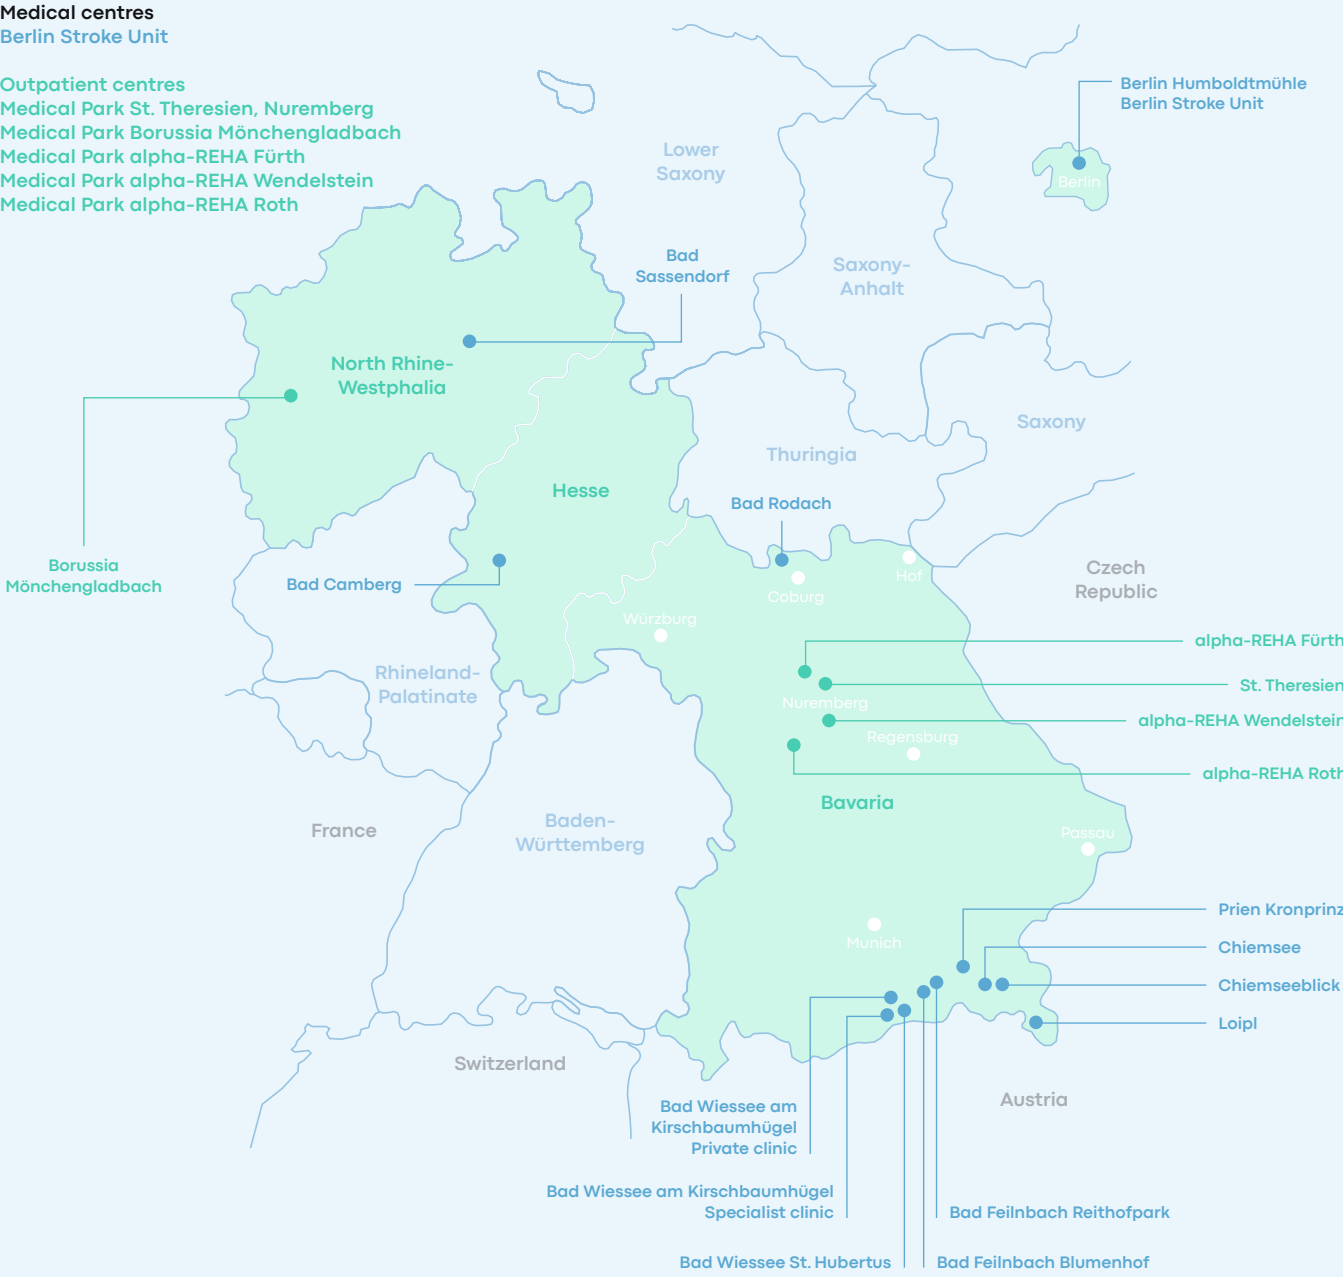 Medical centres
Berlin Stroke Unit
Outpatient centres
Medical Park St. Theresien, Nuremberg
Medical Park Borussia Mönchengladbach
Medical Park alpha-REHA Fürth
Medical Park alpha-REHA Wendelstein
Medical Park alpha-REHA Roth
Berlin Humboldtmühle
Berlin Stroke Unit
Berlin
Lower
Saxony
Bad
Sassendorf
Saxony-
Anhalt
North Rhine-
Westphalia
Saxony
Thuringia
Hesse
Bad Rodach
Borussia
Mönchengladbach
Bad Camberg
Hof
Coburg
Czech
Republic
Würzburg
alpha-REHA Fürth
Rhineland-
Palatinate
St. Theresien
Nuremberg
alpha-REHA Wendelstein
Regensburg
alpha-REHA Roth
Bavaria
France
Baden-
Württemberg
Passau
Prien Kronprinz
Munich
Chiemsee
Chiemseeblick
Loipl
Switzerland
Austria
Bad Wiessee am
Kirschbaumhügel
Private clinic
Bad Wiessee am Kirschbaumhügel
Specialist clinic
Bad Feilnbach Reithofpark
Bad Wiessee St. Hubertus
Bad Feilnbach Blumenhof